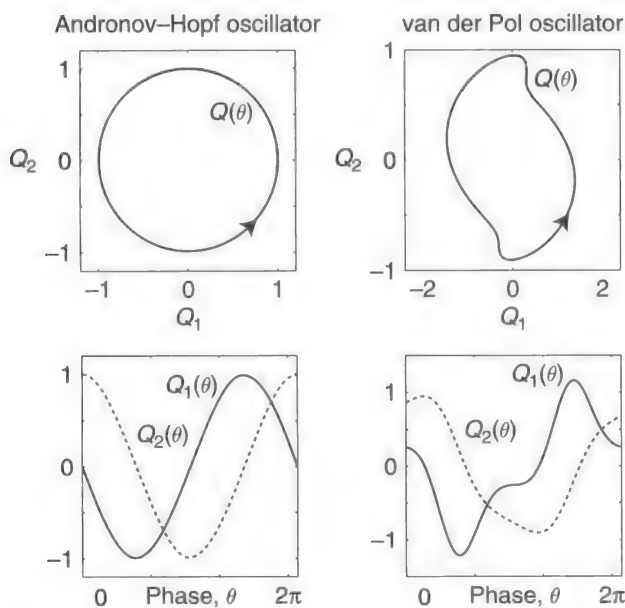 Andronov–Hopf oscillator
van der Pol oscillator
1
Q(θ)
Q₂ 0
−1
−1 0 1
Q₁
1
Q(θ)
Q₂ 0
−1
−2 0 2
Q₁
1
Q₁(θ)
Q₂(θ)
0
−1
0 Phase, θ 2π
Q₁(θ)
1
Q₂(θ)
0
−1
0 Phase, θ 2π